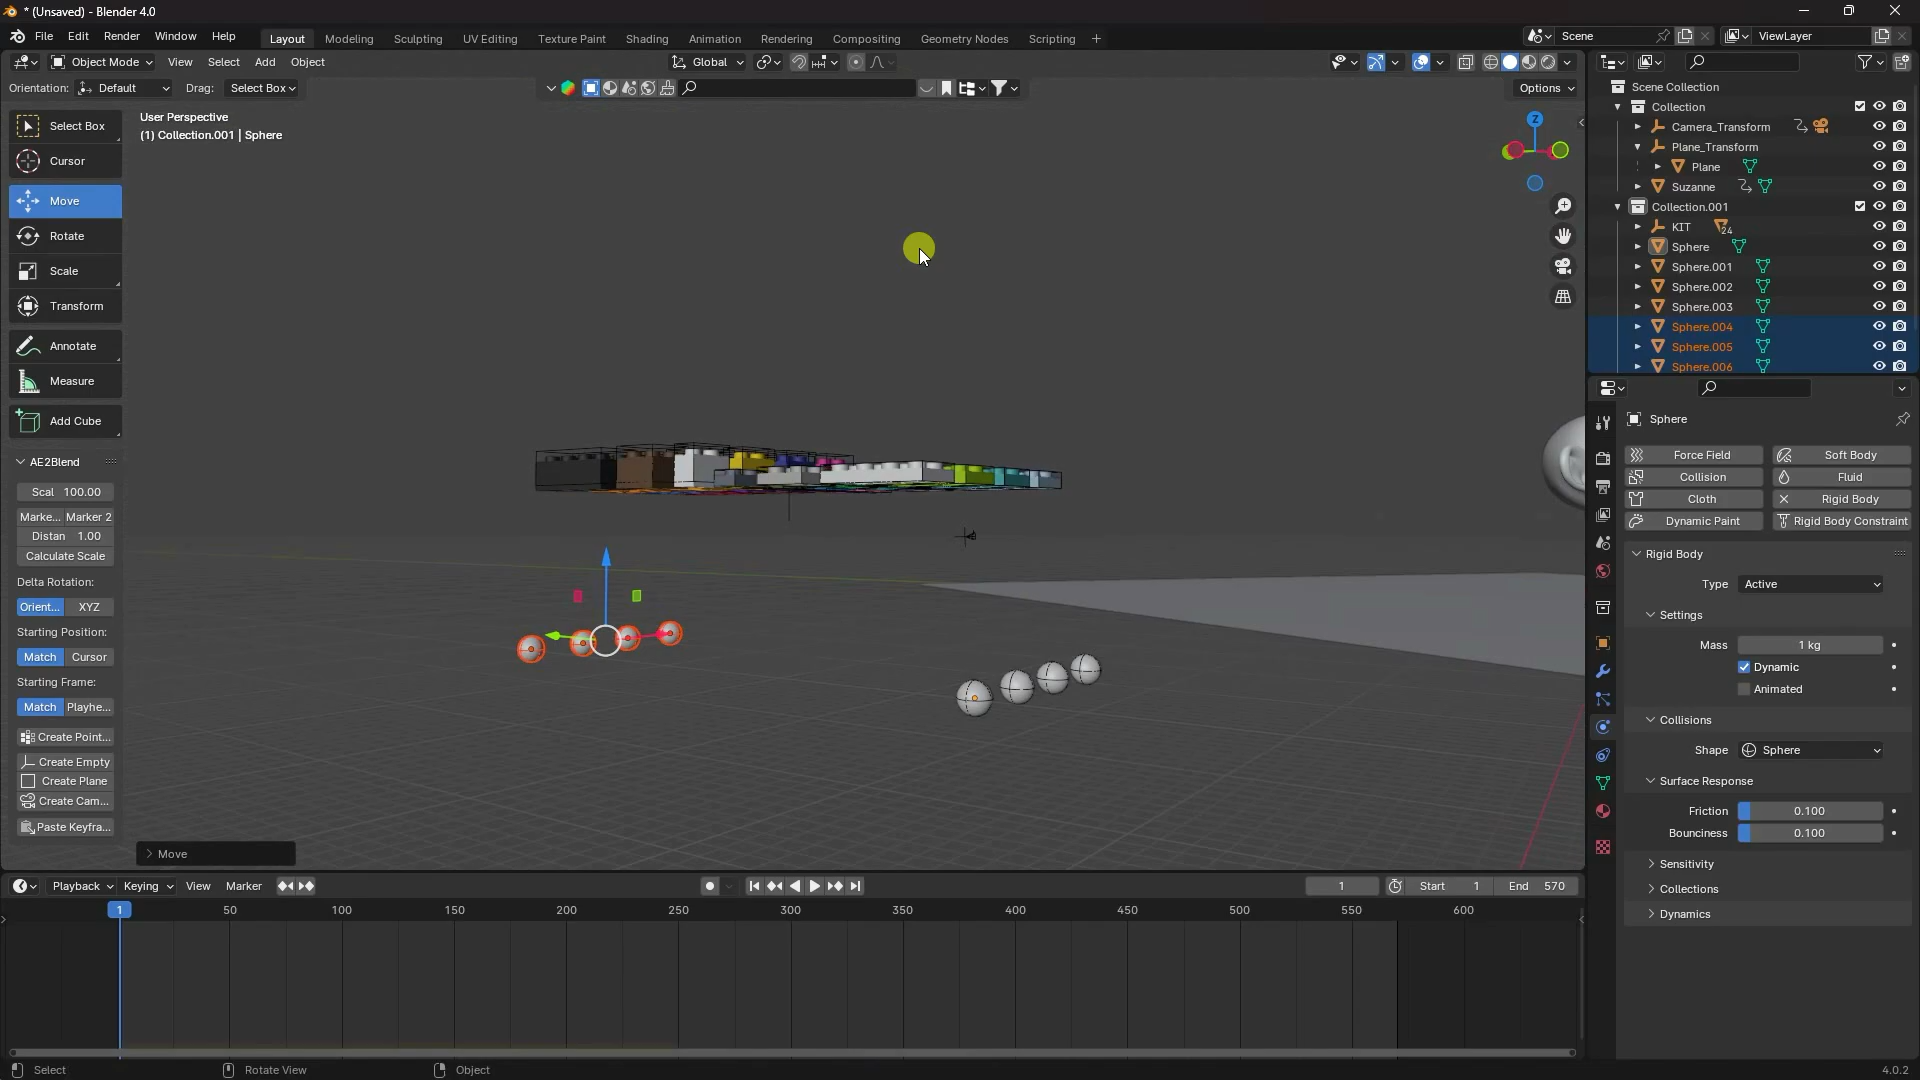 * (Unsaved) - Blender 4.0
File Edit Render Window Help
Layout Modeling Sculpting UV Editing Texture Paint Shading Animation Rendering Compositing Geometry Nodes Scripting +
Scene
ViewLayer
Object Mode View Select Add Object
Global
Orientation: Default Drag: Select Box
Options
User Perspective
(1) Collection.001 | Sphere
Z
Select Box
Cursor
Move
Rotate
Scale
Transform
Annotate
Measure
Add Cube
AE2Blend
Scal 100.00
Marke... Marker 2
Distan 1.00
Calculate Scale
Delta Rotation:
Orient... XYZ
Starting Position:
Match Cursor
Starting Frame:
Match Playhe...
Create Point...
Create Empty
Create Plane
Create Cam...
Paste Keyfra...
Move
Scene Collection
Collection
Camera_Transform
Plane_Transform
Plane
Suzanne
Collection.001
KIT 24
Sphere
Sphere.001
Sphere.002
Sphere.003
Sphere.004
Sphere.005
Sphere.006
Sphere
Force Field Soft Body
Collision Fluid
Cloth Rigid Body
Dynamic Paint Rigid Body Constraint
Rigid Body
Type Active
Settings
Mass 1 kg
Dynamic
Animated
Collisions
Shape Sphere
Surface Response
Friction 0.100
Bounciness 0.100
Sensitivity
Collections
Dynamics
Playback Keying View Marker
1 Start 1 End 570
1 50 100 150 200 250 300 350 400 450 500 550 600
Select Rotate View Object 4.0.2